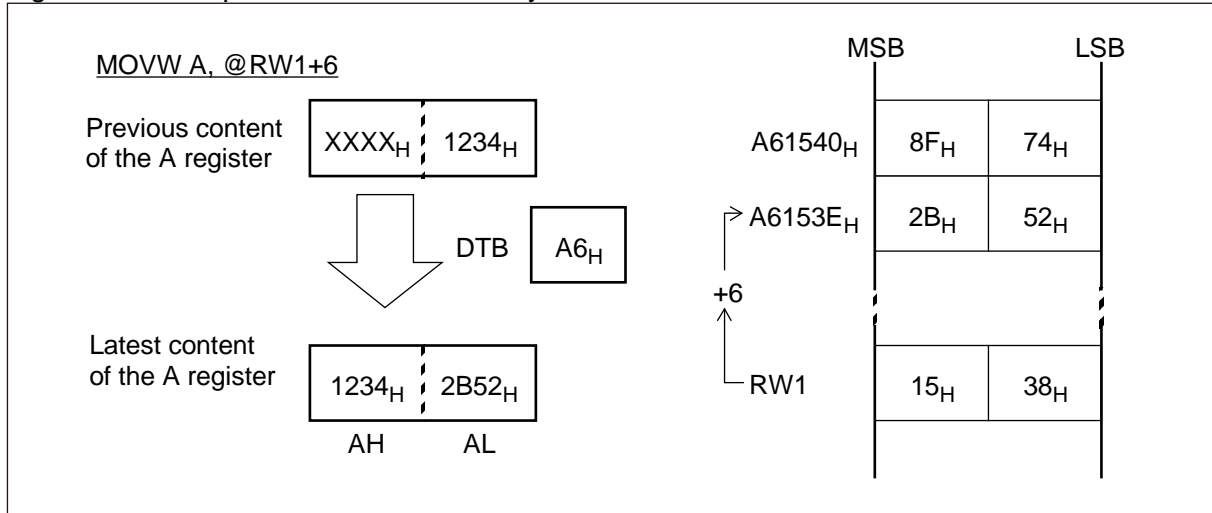 MOVW A, @RW1+6
Previous content
of the A register
XXXXH 1234H
DTB A6H
Latest content
of the A register
1234H 2B52H
AH AL
MSB LSB
A61540H 8FH 74H
A6153EH 2BH 52H
+6
RW1 15H 38H